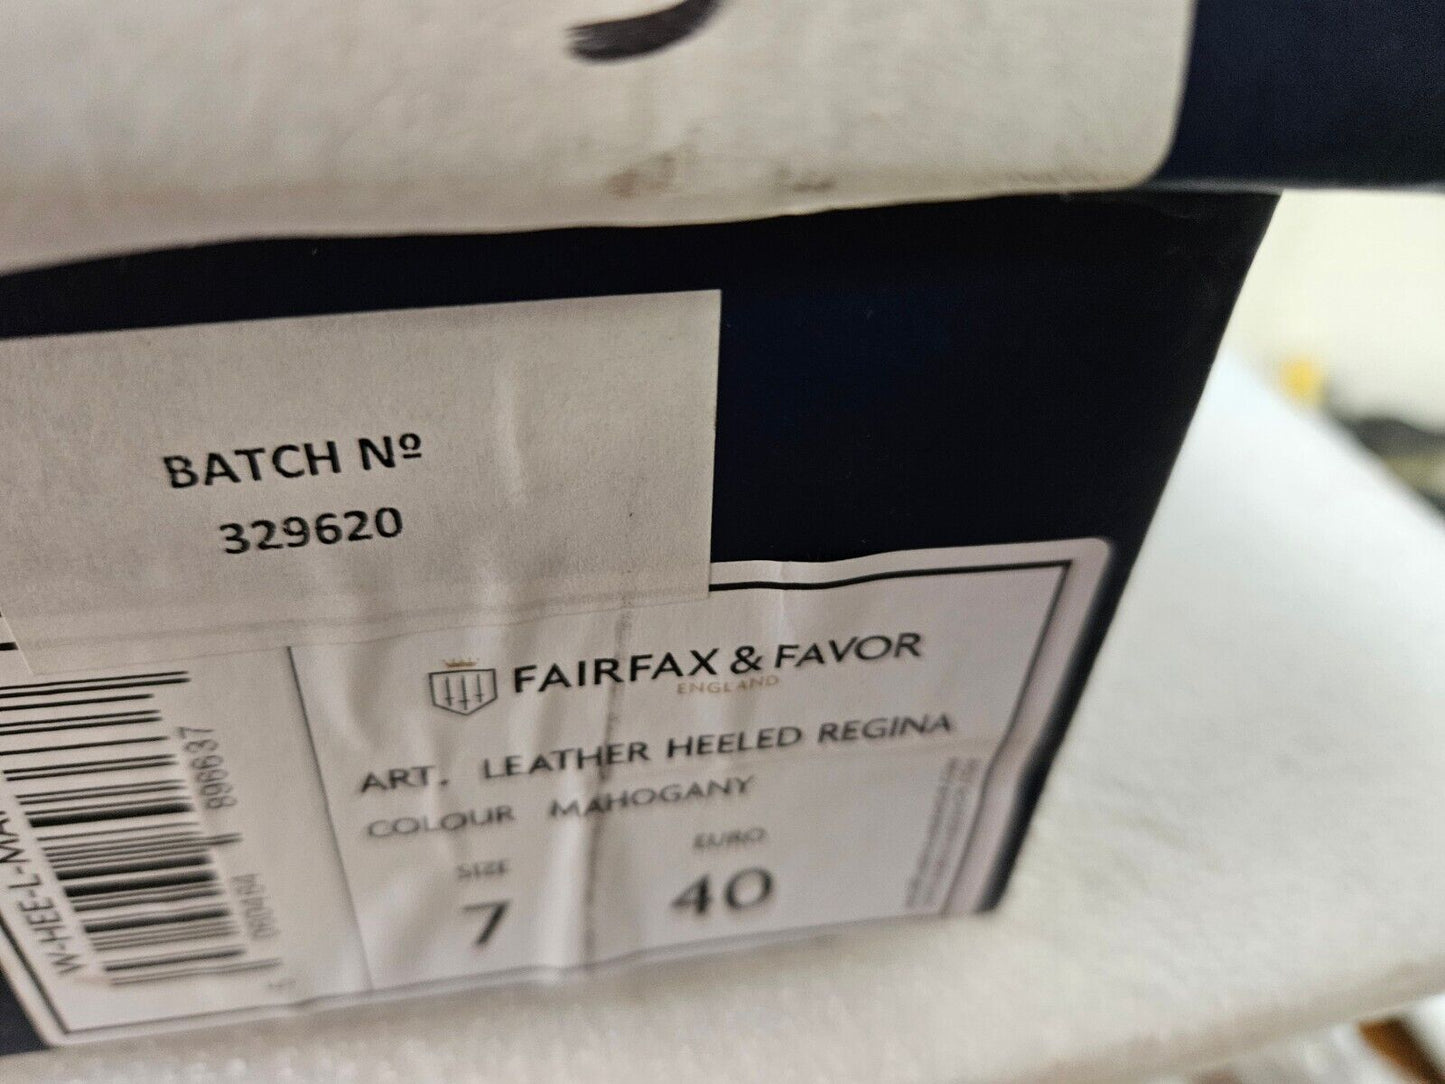 BATCH Nº
329620
FAIRFAX & FAVOR
ENGLAND
ART. LEATHER HEELED REGINA
COLOUR MAHOGANY
SIZE EURO
7 40
W-HEE-L-MA
896637